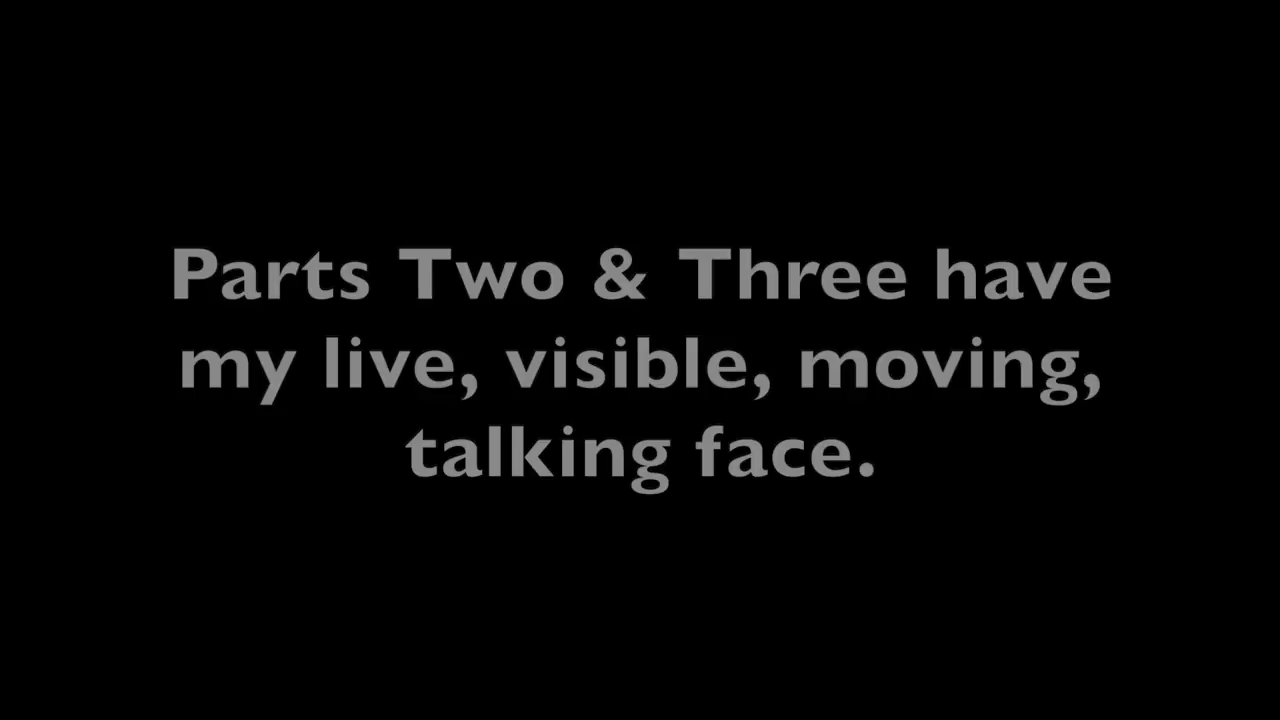 Parts Two & Three have
my live, visible, moving,
talking face.